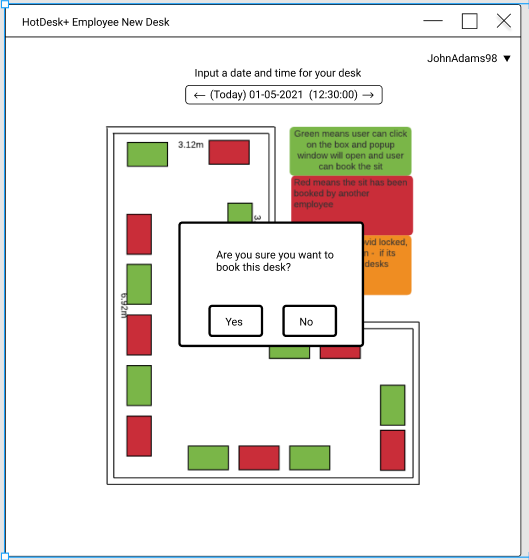 HotDesk+ Employee New Desk
JohnAdams98 ▼
Input a date and time for your desk
← (Today) 01-05-2021 (12:30:00) →
3.12m
Green means user can click
on the box and popup
window will open and user
can book the sit
Red means the sit has been
booked by another
employee
vid locked,
n - if its
desks
3
Are you sure you want to
book this desk?
Yes
No
6.92m